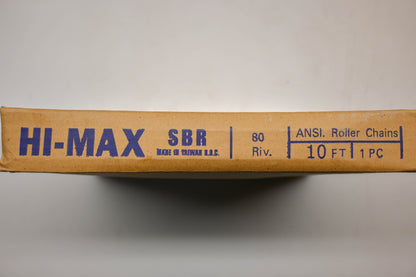 HI-MAX
SBR
MADE IN TAIWAN R.O.C.
80
Riv.
ANSI. Roller Chains
10 FT 1 PC